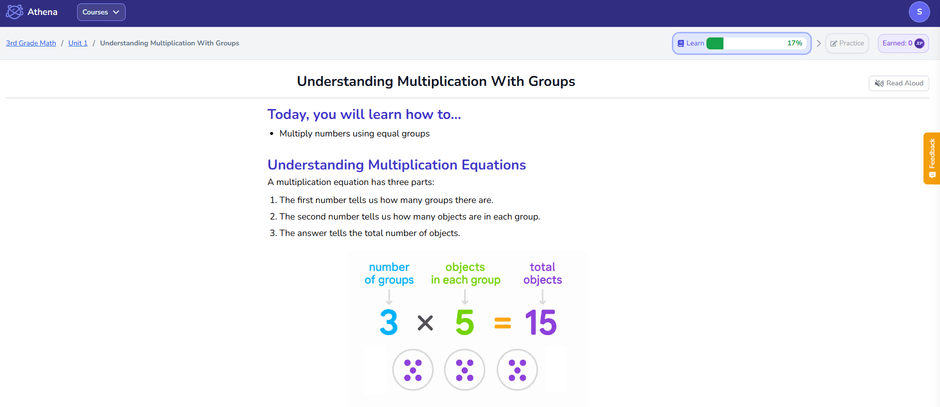 Athena
Courses
S
3rd Grade Math / Unit 1 / Understanding Multiplication With Groups
Learn 17%
Practice
Earned: 0 XP
Understanding Multiplication With Groups
Read Aloud
Today, you will learn how to...
• Multiply numbers using equal groups
Understanding Multiplication Equations
A multiplication equation has three parts:
1. The first number tells us how many groups there are.
2. The second number tells us how many objects are in each group.
3. The answer tells the total number of objects.
number of groups
objects in each group
total objects
3 × 5 = 15
Feedback